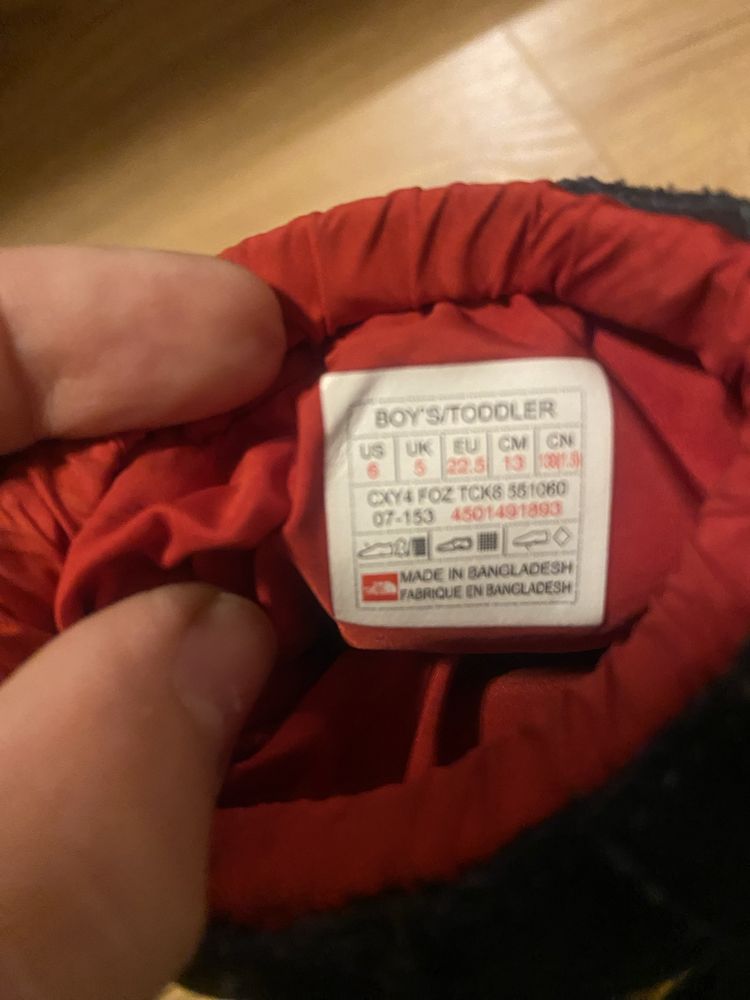 BOY'S/TODDLER
US UK EU CM CN
6 5 22.5 13
CXY4 FOZ TCK6 551060
07-153 4501491893
MADE IN BANGLADESH
FABRIQUE EN BANGLADESH